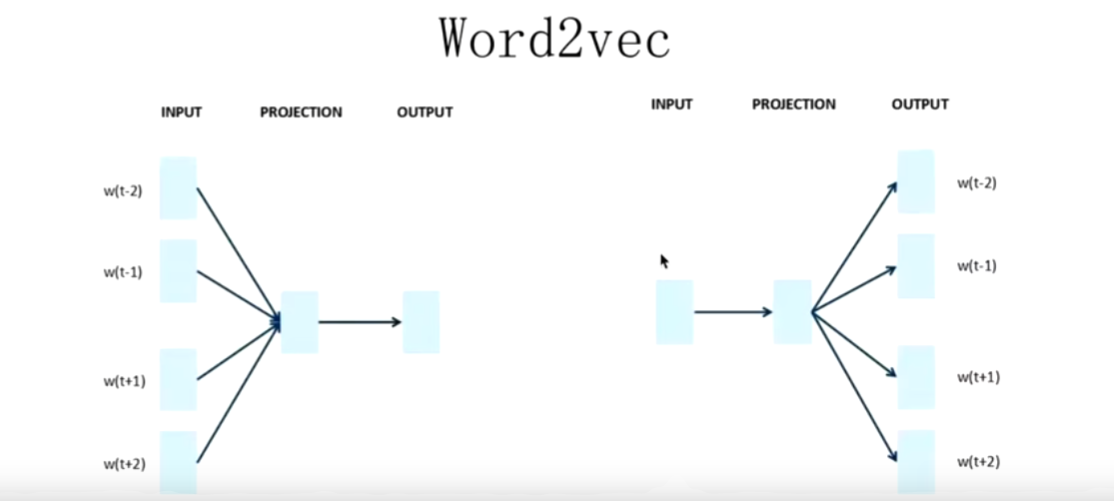 Word2vec
INPUT PROJECTION OUTPUT
w(t-2)
w(t-1)
w(t+1)
w(t+2)
INPUT PROJECTION OUTPUT
w(t-2)
w(t-1)
w(t+1)
w(t+2)